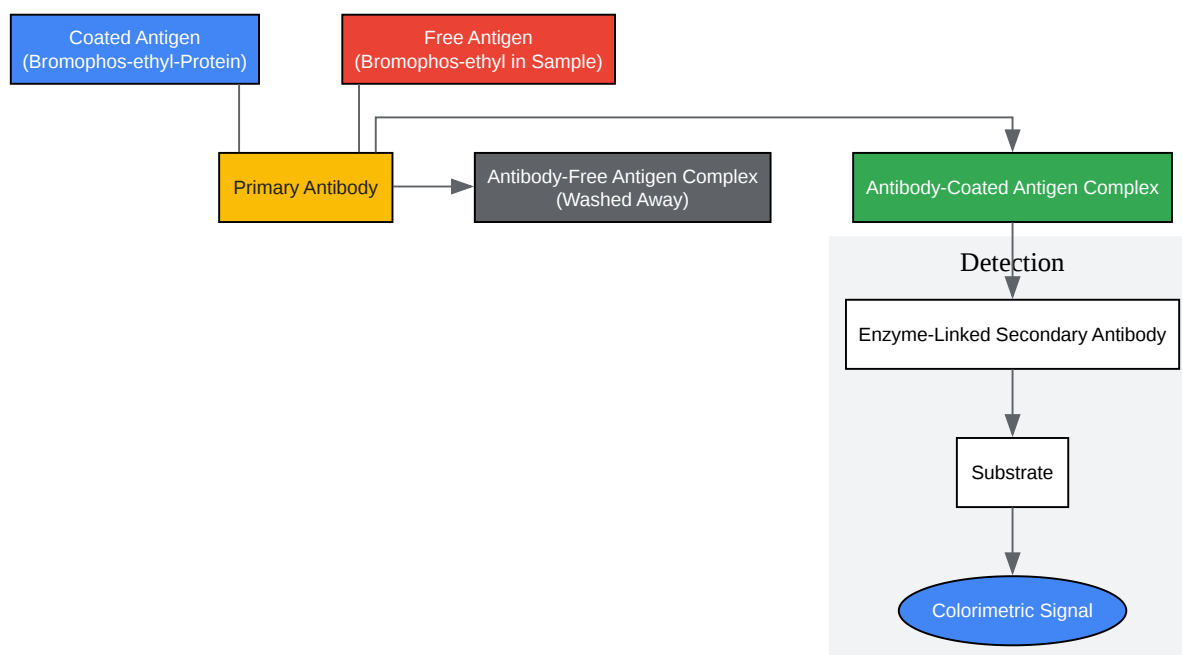 Coated Antigen
(Bromophos-ethyl-Protein)
Free Antigen
(Bromophos-ethyl in Sample)
Primary Antibody
Antibody-Free Antigen Complex
(Washed Away)
Antibody-Coated Antigen Complex
Detection
Enzyme-Linked Secondary Antibody
Substrate
Colorimetric Signal